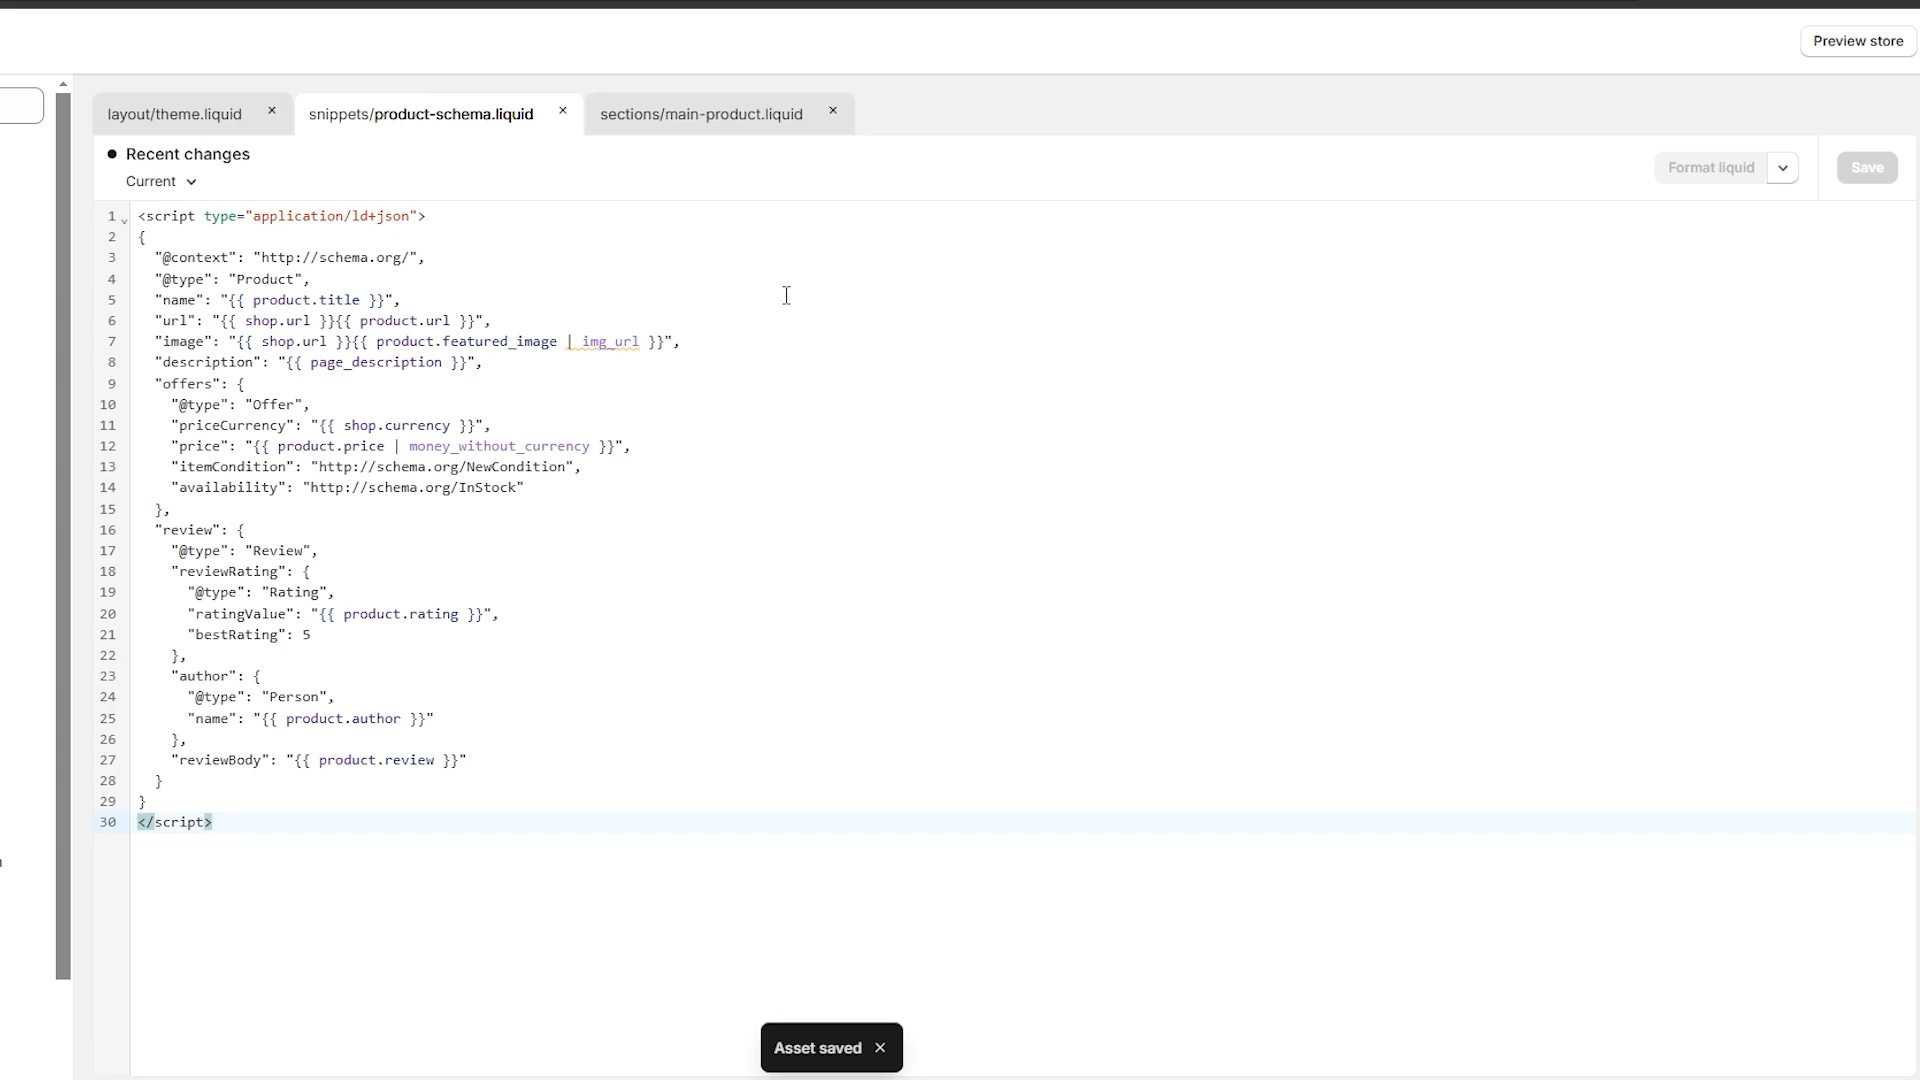 Preview store
layout/theme.liquid × snippets/product-schema.liquid × sections/main-product.liquid ×
Recent changes
Current
Format liquid
Save
1 <script type="application/ld+json">
2 {
3 "@context": "http://schema.org/",
4 "@type": "Product",
5 "name": "{{ product.title }}",
6 "url": "{{ shop.url }}{{ product.url }}",
7 "image": "{{ shop.url }}{{ product.featured_image | img_url }}",
8 "description": "{{ page_description }}",
9 "offers": {
10 "@type": "Offer",
11 "priceCurrency": "{{ shop.currency }}",
12 "price": "{{ product.price | money_without_currency }}",
13 "itemCondition": "http://schema.org/NewCondition",
14 "availability": "http://schema.org/InStock"
15 },
16 "review": {
17 "@type": "Review",
18 "reviewRating": {
19 "@type": "Rating",
20 "ratingValue": "{{ product.rating }}",
21 "bestRating": 5
22 },
23 "author": {
24 "@type": "Person",
25 "name": "{{ product.author }}"
26 },
27 "reviewBody": "{{ product.review }}"
28 }
29 }
30 </script>
Asset saved ×